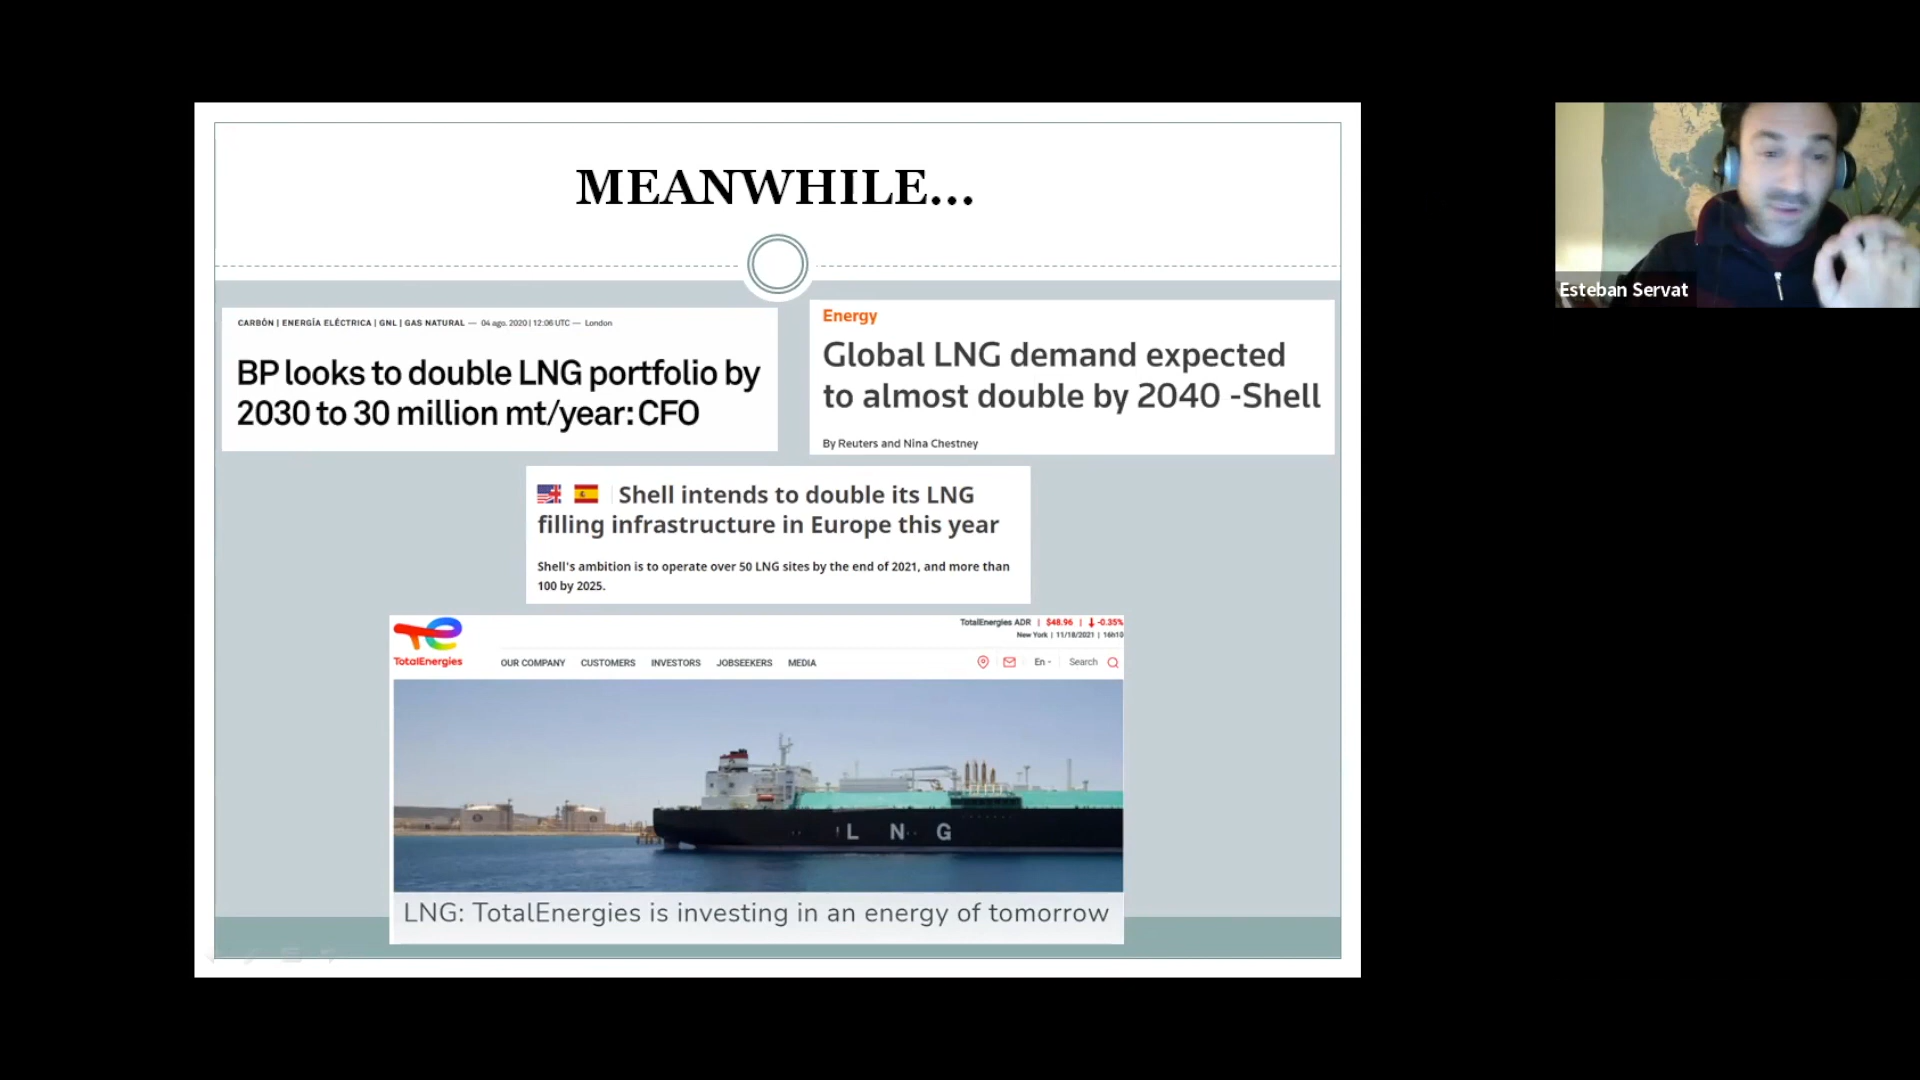 MEANWHILE...
CARBÓN | ENERGÍA ELÉCTRICA | GNL | GAS NATURAL — 04 ago. 2020 | 12:06 UTC — London
BP looks to double LNG portfolio by
2030 to 30 million mt/year: CFO
Energy
Global LNG demand expected
to almost double by 2040 -Shell
By Reuters and Nina Chestney
Shell intends to double its LNG
filling infrastructure in Europe this year
Shell's ambition is to operate over 50 LNG sites by the end of 2021, and more than
100 by 2025.
TotalEnergies
TotalEnergies ADR | $48.96 | -0.35%
New York | 11/18/2021 | 16h10
OUR COMPANY CUSTOMERS INVESTORS JOBSEEKERS MEDIA
En Search
L N G
LNG: TotalEnergies is investing in an energy of tomorrow
Esteban Servat